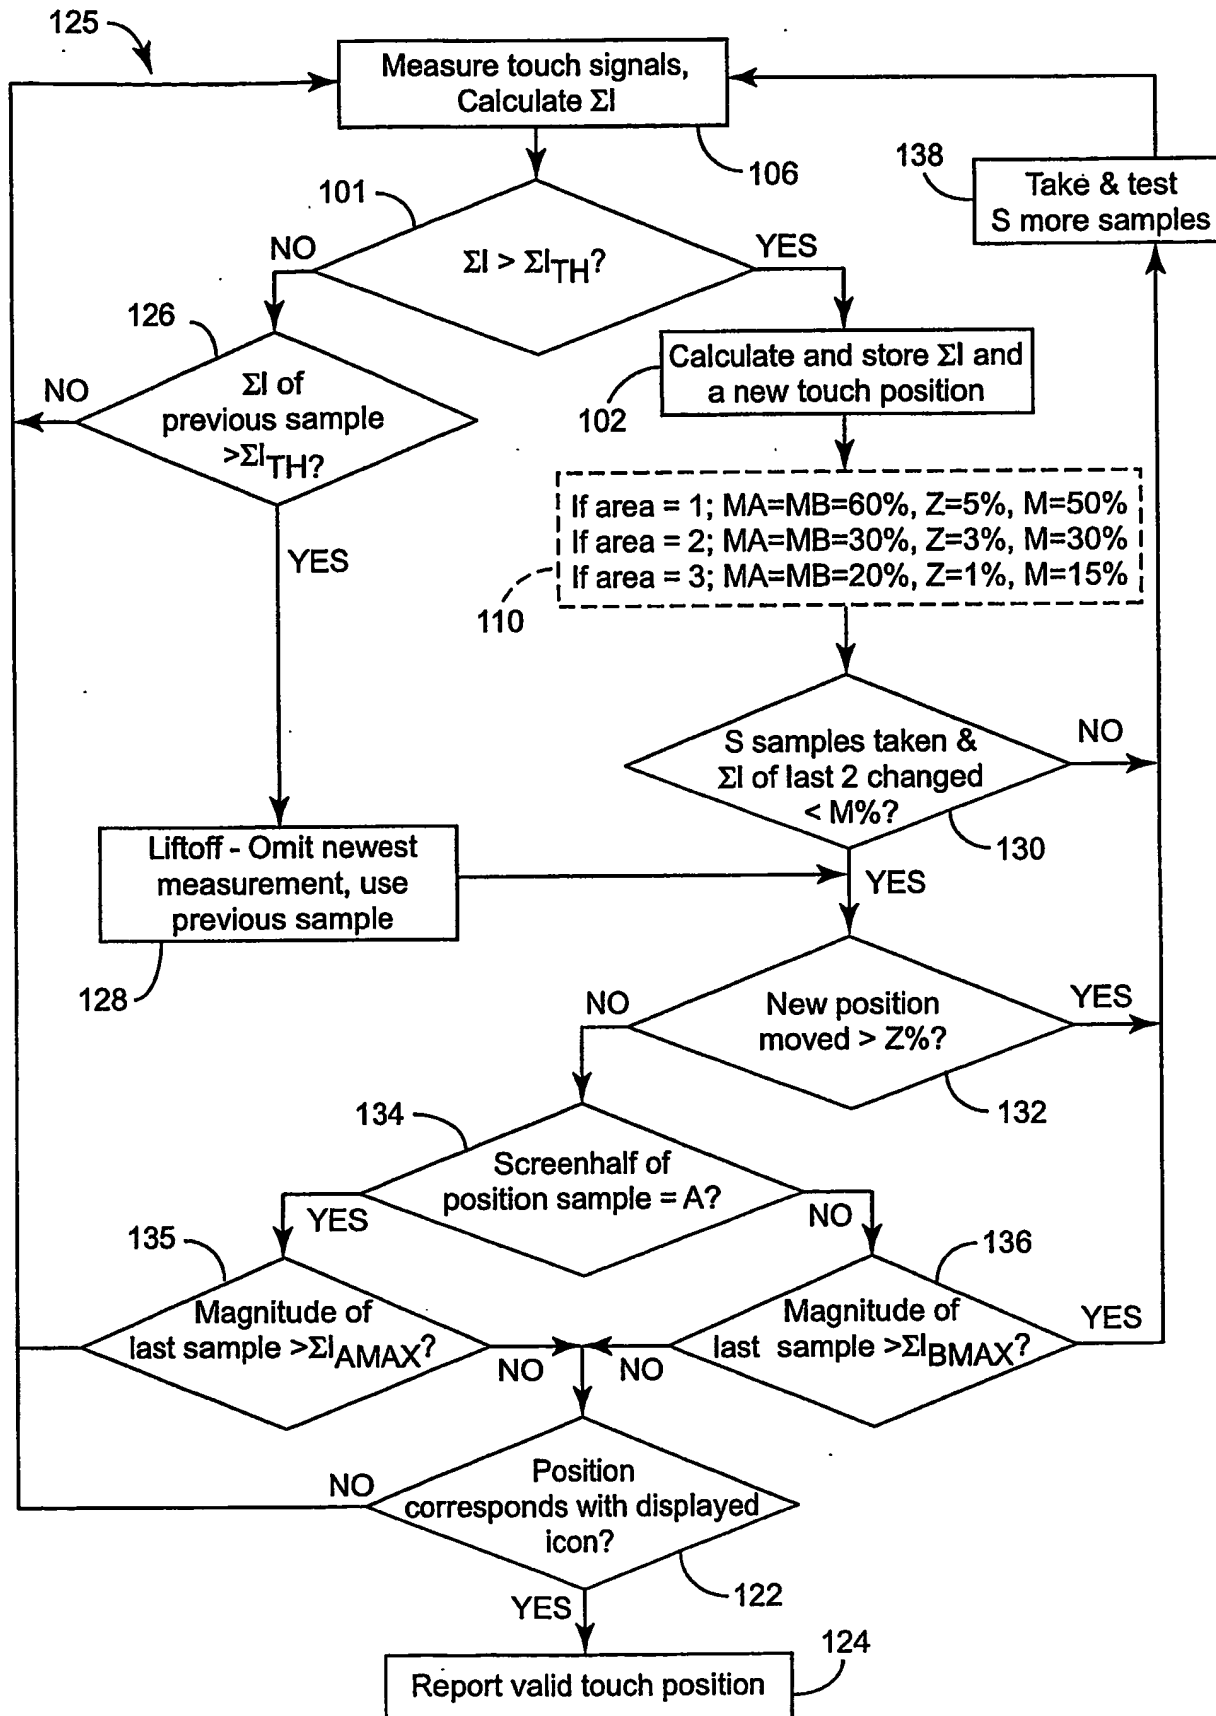 125
Measure touch signals,
Calculate ΣI
106
138
Take & test
S more samples
101
NO
ΣI > ΣITH?
YES
126
NO
ΣI of
previous sample
>ΣITH?
YES
Calculate and store ΣI and
a new touch position
102
If area = 1; MA=MB=60%, Z=5%, M=50%
If area = 2; MA=MB=30%, Z=3%, M=30%
If area = 3; MA=MB=20%, Z=1%, M=15%
110
S samples taken &
ΣI of last 2 changed
< M%?
NO
130
YES
Liftoff - Omit newest
measurement, use
previous sample
128
NO
New position
moved > Z%?
YES
132
134
Screenhalf of
position sample = A?
YES
NO
135
136
Magnitude of
last sample >ΣIAMAX?
NO
Magnitude of
last sample >ΣIBMAX?
NO
YES
NO
Position
corresponds with displayed
icon?
122
YES
124
Report valid touch position